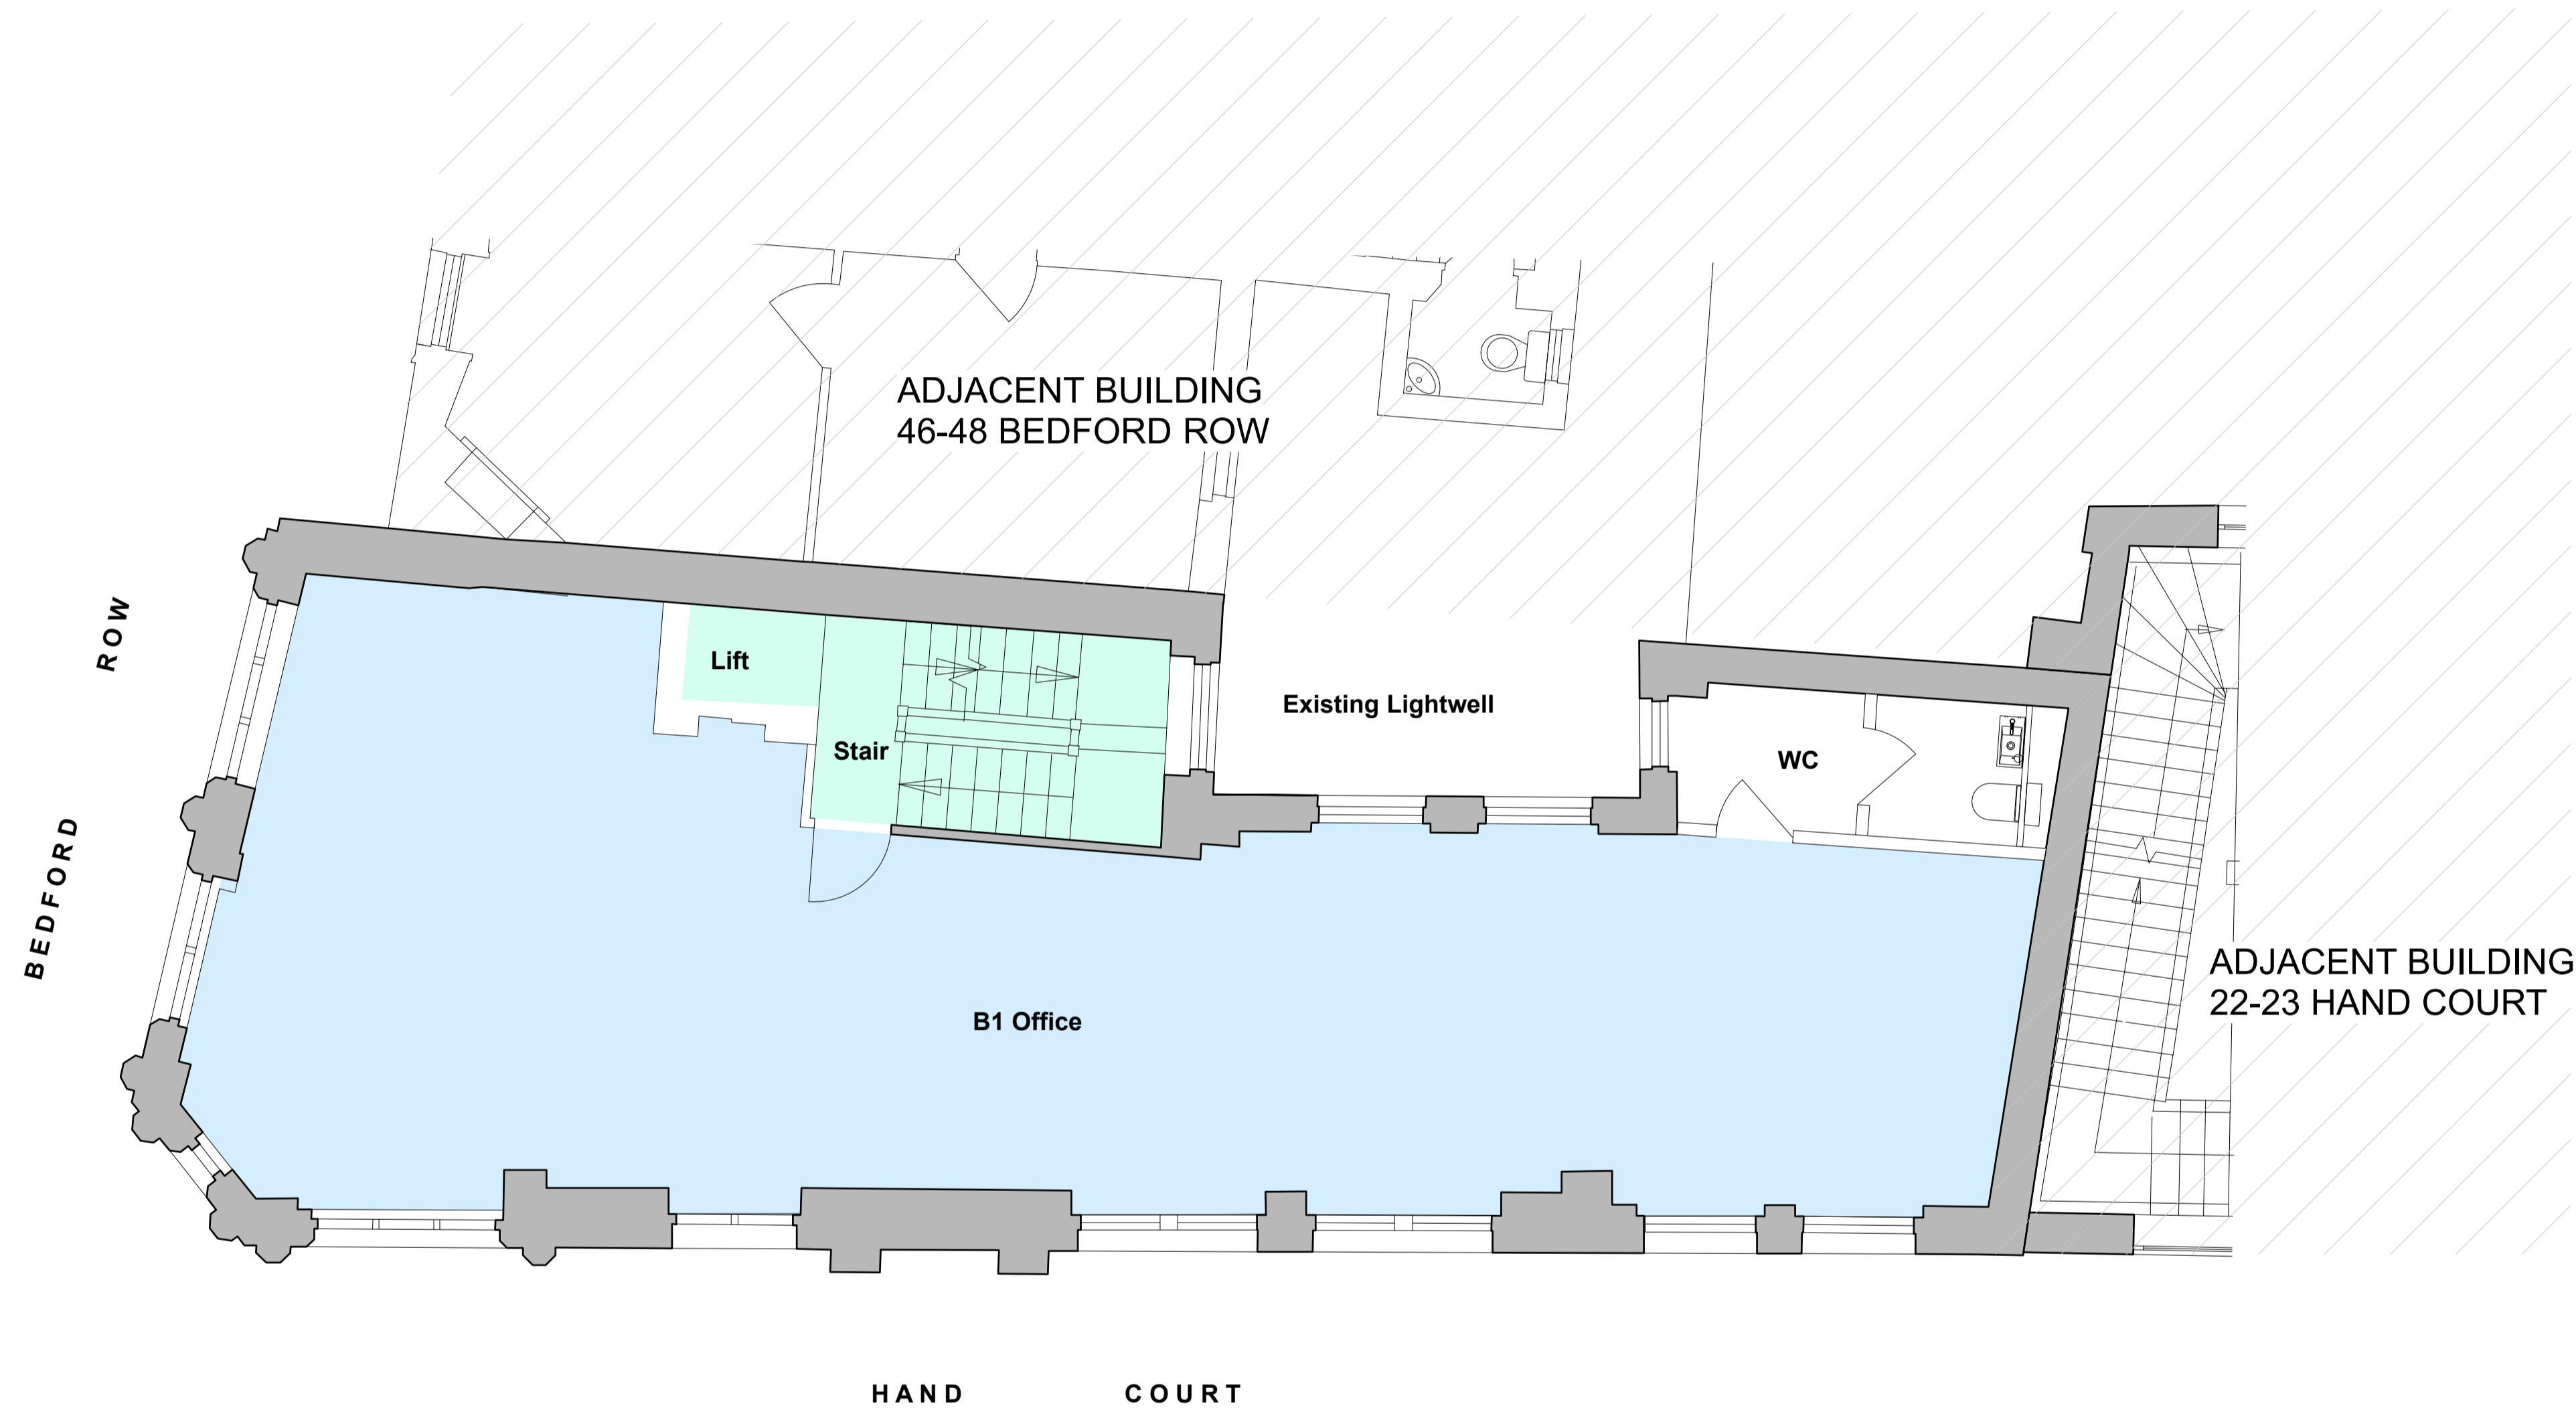 ADJACENT BUILDING
46-48 BEDFORD ROW
BEDFORD ROW
Lift
Existing Lightwell
Stair
WC
B1 Office
ADJACENT BUILDING
22-23 HAND COURT
HAND COURT